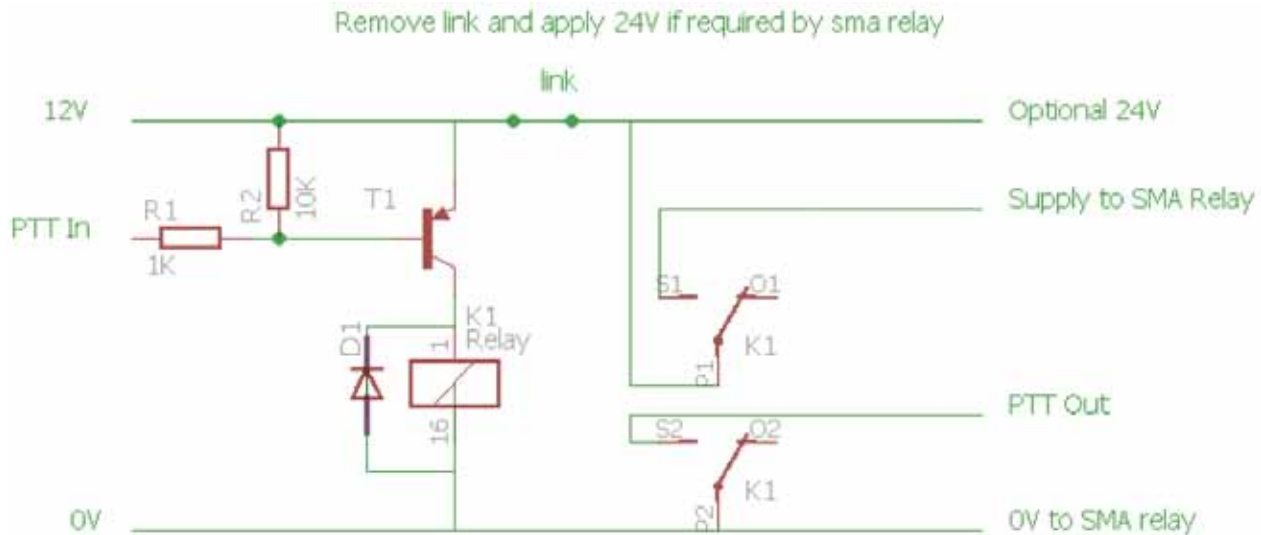 Remove link and apply 24V if required by sma relay
link
12V
Optional 24V
R2
10K
T1
Supply to SMA Relay
R1
PTT In
1K
S1
O1
K1
Relay
D1
1
K1
P1
PTT Out
16
S2
O2
K1
P2
0V
0V to SMA relay